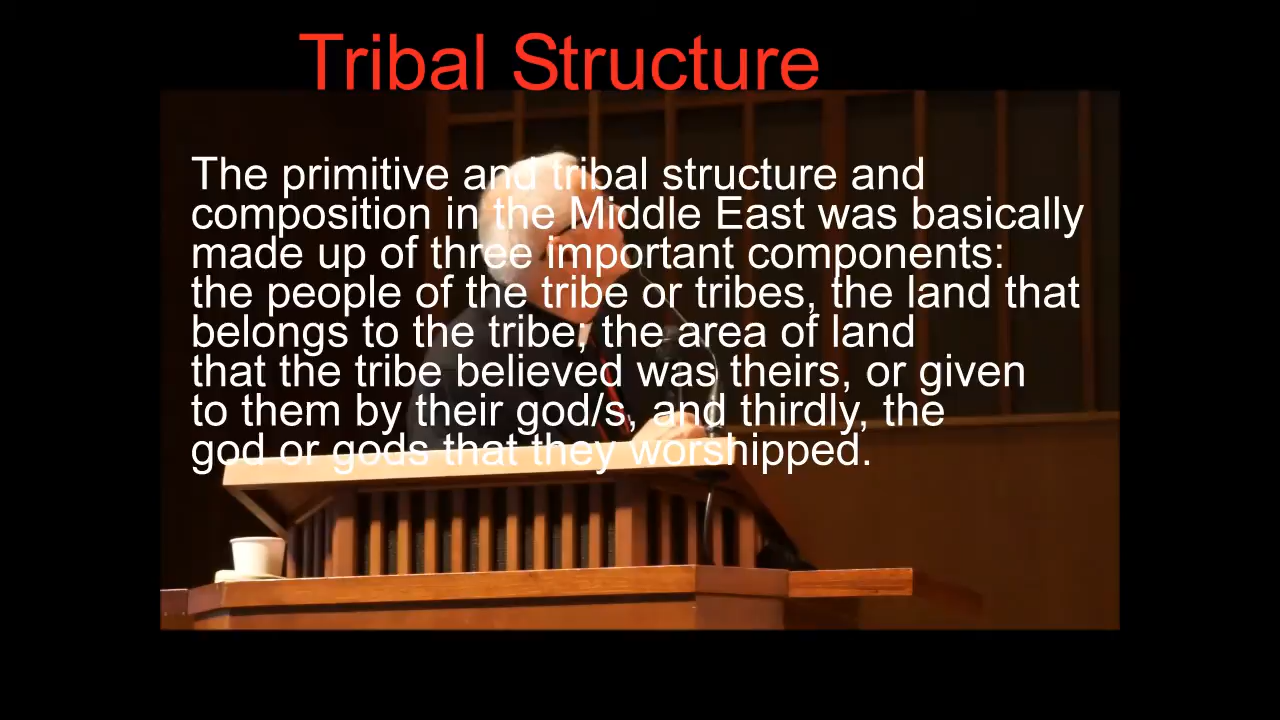 Tribal Structure
The primitive and tribal structure and
composition in the Middle East was basically
made up of three important components:
the people of the tribe or tribes, the land that
belongs to the tribe; the area of land
that the tribe believed was theirs, or given
to them by their god/s, and thirdly, the
god or gods that they worshipped.